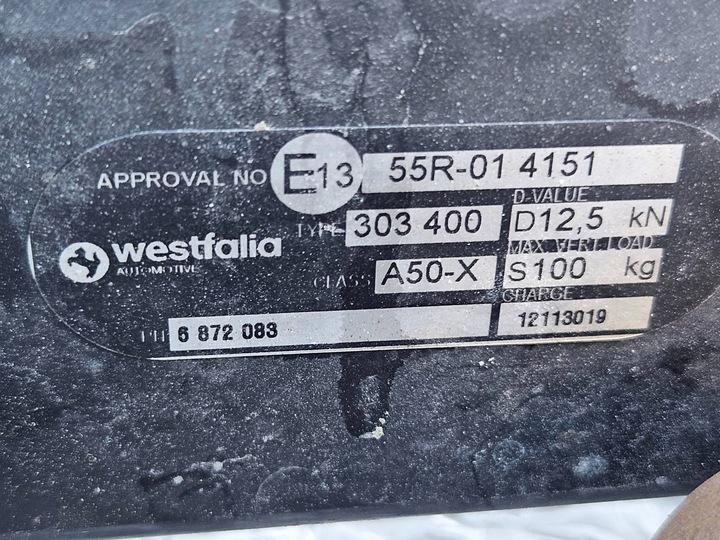 APPROVAL NO E13 55R-01 4151
TYPE 303 400 D-VALUE D12,5 kN
westfalia
AUTOMOTIVE
CLASS A50-X MAX VERT. LOAD S100 kg
6 872 083 CHARGE 12113019